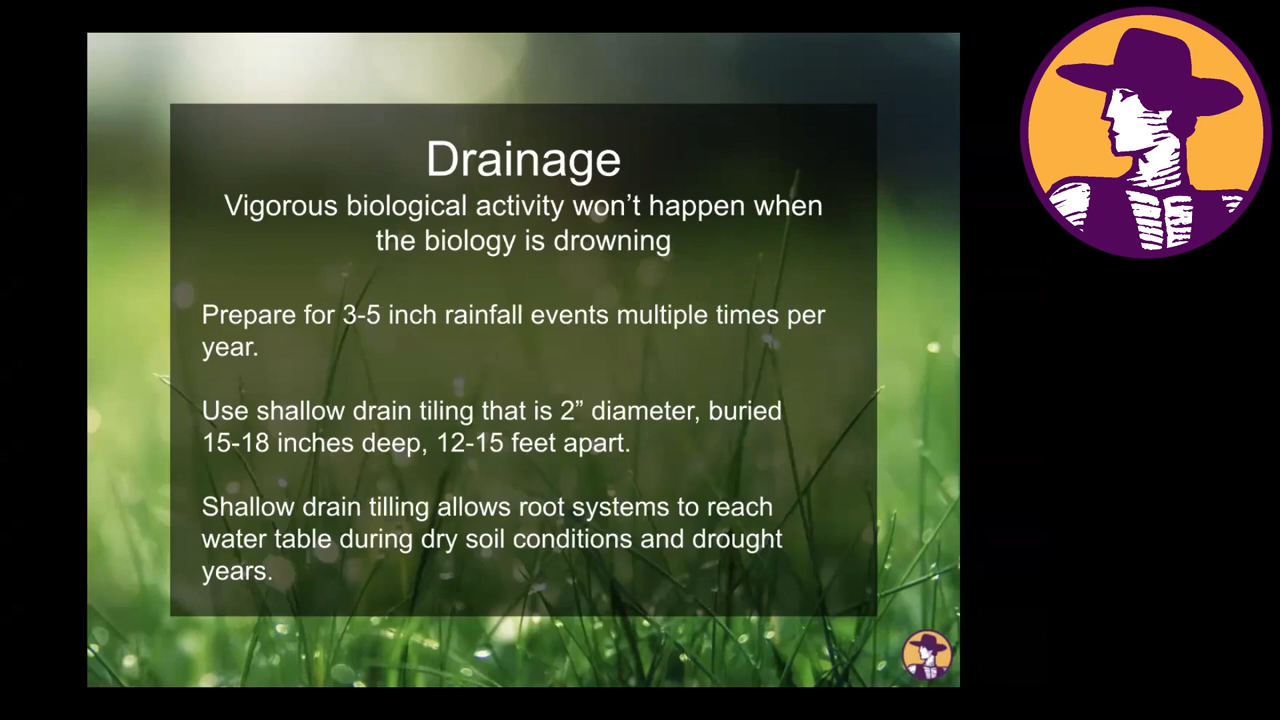 Drainage
Vigorous biological activity won’t happen when
the biology is drowning
Prepare for 3-5 inch rainfall events multiple times per
year.
Use shallow drain tiling that is 2” diameter, buried
15-18 inches deep, 12-15 feet apart.
Shallow drain tilling allows root systems to reach
water table during dry soil conditions and drought
years.